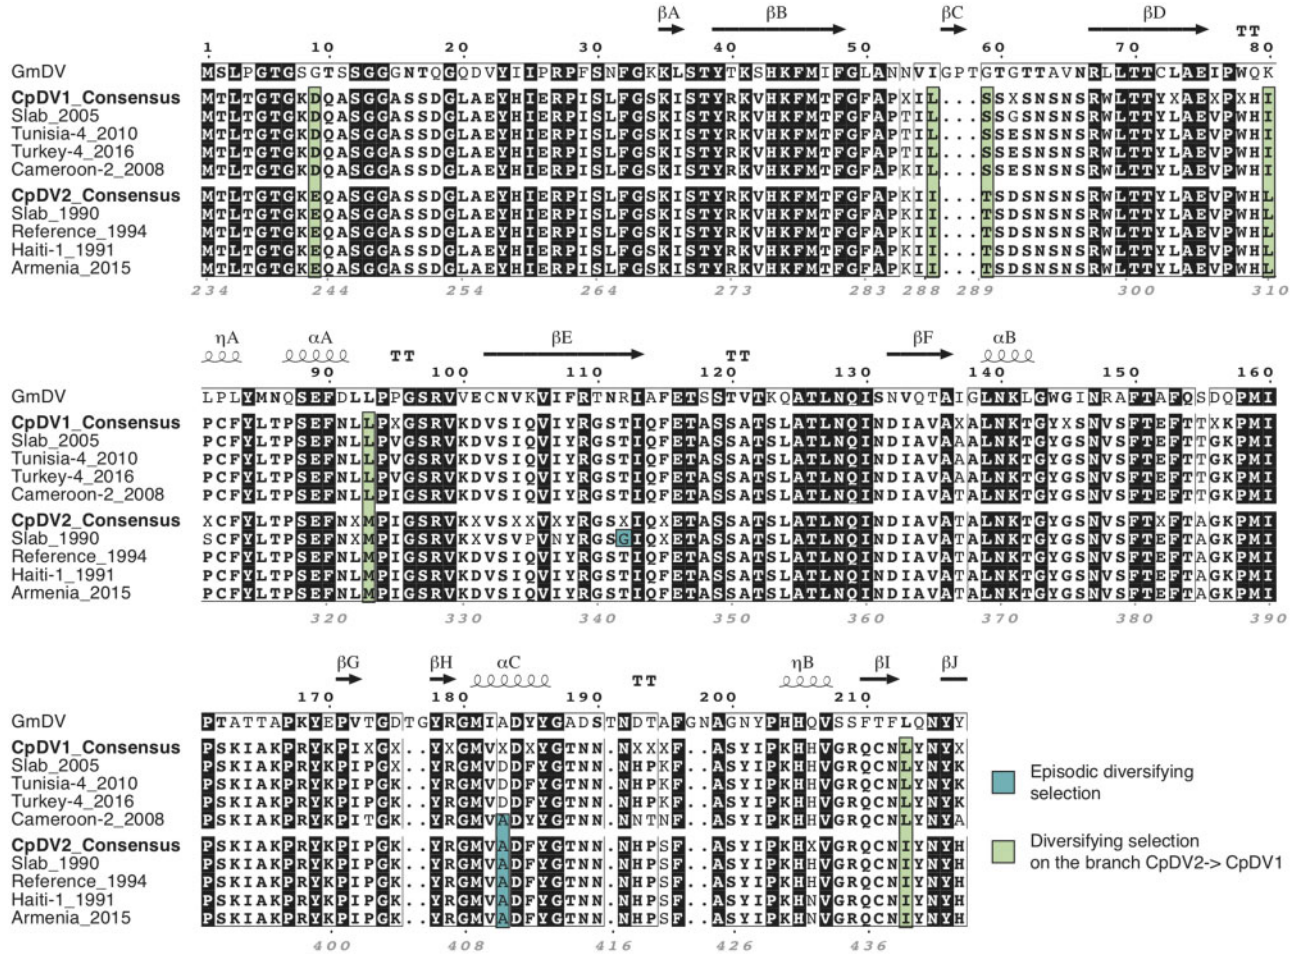 βA βB βC βD
TT
1 10 20 30 40 50 60 70 80
GmDV MSLPGTGSGTSSGGGNTQGQDVYIIPRPFSNFGKKLSTYTKSHKFMIFGLANNVIGPTGTGTTAVNRLLTTCLAEIPWQK
CpDV1_Consensus MTLTGTGKDQASGGASSDGLAEYHIERPISLFGSKISTYRKVHKFMTFGFAPXIL...SSXSNSNSRWLTTYXAEXPXHI
Slab_2005 MTLTGTGKDQASGGASSDGLAEYHIERPISLFGSKISTYRKVHKFMTFGFAPTIL...SSGSNSNSRWLTTYLAEVPWHI
Tunisia-4_2010 MTLTGTGKDQASGGASSDGLAEYHIERPISLFGSKISTYRKVHKFMTFGFAPTIL...SSESNSNSRWLTTYLAEVPWHI
Turkey-4_2016 MTLTGTGKDQASGGASSDGLAEYHIERPISLFGSKISTYRKVHKFMTFGFAPTIL...SSESNSNSRWLTTYLAEVPWHI
Cameroon-2_2008 MTLTGTGKDQASGGASSDGLAEYHIERPISLFGSKISTYRKVHKFMTFGFAPKIL...SSESNSNSRWLTTYLAEVPWHI
CpDV2_Consensus MTLTGTGKEQASGGASSDGLAEYHIERPISLFGSKISTYRKVHKFMTFGFAPKII...TSDSNSNSRWLTTYLAEVPWHL
Slab_1990 MTLTGTGKEQASGGASSDGLAEYHIERPISLFGSKISTYRKVHKFMTFGFAPKII...TSDSNSNSRWLTTYLAEVPWHL
Reference_1994 MTLTGTGKEQASGGASSDGLAEYHIERPISLFGSKISTYRKVHKFMTFGFAPKII...TSDSNSNSRWLTTYLAEVPWHL
Haiti-1_1991 MTLTGTGKEQASGGASSDGLAEYHIERPISLFGSKISTYRKVHKFMTFGFAPKII...TSDSNSNSRWLTTYLAEVPWHL
Armenia_2015 MTLTGTGKEQASGGASSDGLAEYHIERPISLFGSKISTYRKVHKFMTFGFAPKII...TSDSNSNSRWLTTYLAEVPWHL
234 244 254 264 273 283 288 289 300 310
ηA αA βE βF αB
TT TT
90 100 110 120 130 140 150 160
GmDV LPLYMNQSEFDLLPPGSRVVECNVKVIFRTNRIAFETSSTVTKQATLNQISNVQTAIGLNKLGWGINRAFTAFQSDQPMI
CpDV1_Consensus PCFYLTPSEFNLLPXGSRVKDVSIQVIYRGSTIQFETASSATSLATLNQINDIAVAXALNKTGYXSNVSFTEFTTXKPMI
Slab_2005 PCFYLTPSEFNLLPVGSRVKDVSIQVIYRGSTIQFETASSATSLATLNQINDIAVAAALNKTGYGSNVSFTEFTTGKPMI
Tunisia-4_2010 PCFYLTPSEFNLLPVGSRVKDVSIQVIYRGSTIQFETASSATSLATLNQINDIAVAAALNKTGYGSNVSFTEFTTGKPMI
Turkey-4_2016 PCFYLTPSEFNLLPVGSRVKDVSIQVIYRGSTIQFETASSATSLATLNQINDIAVAAALNKTGYGSNVSFTEFTTGKPMI
Cameroon-2_2008 PCFYLTPSEFNLLPIGSRVKDVSIQVIYRGSTIQFETASSATSLATLNQINDIAVATALNKTGYGSNVSFTEFTTGKPMI
CpDV2_Consensus XCFYLTPSEFNXMPIGSRVKXVSXXVXYRGSXIQXETASSATSLATLNQINDIAVATALNKTGYGSNVSFTXFTAGKPMI
Slab_1990 SCFYLTPSEFNXMPIGSRVKXVSVPVNYRGSGIQXETASSATSLATLNQINDIAVATALNKTGYGSNVSFTEFTAGKPMI
Reference_1994 PCFYLTPSEFNLMPIGSRVKDVSIQVIYRGSTIQFETASSATSLATLNQINDIAVATALNKTGYGSNVSFTEFTAGKPMI
Haiti-1_1991 PCFYLTPSEFNLMPIGSRVKDVSIQVIYRGSTIQFETASSATSLATLNQINDIAVATALNKTGYGSNVSFTEFTAGKPMI
Armenia_2015 PCFYLTPSEFNLMPIGSRVKDVSIQVIYRGSTIQFETASSATSLATLNQINDIAVATALNKTGYGSNVSFTEFTAGKPMI
320 330 340 350 360 370 380 390
βG βH αC ηB βI βJ
TT
170 180 190 200 210
GmDV PTATTAPKYEPVTGDTGYRGMIADYYGADSTNDTAFGNAGNYPHHQVSSFTFLQNYY
CpDV1_Consensus PSKIAKPRYKPIXGX..YXGMVXDXYGTNN.NXXXF..ASYIPKHHVGRQCNLYNYX
Slab_2005 PSKIAKPRYKPIPGX..YRGMVDDFYGTNN.NHPKF..ASYIPKHHVGRQCNLYNYK
Tunisia-4_2010 PSKIAKPRYKPIPGK..YRGMVDDFYGTNN.NHPKF..ASYIPKHHVGRQCNLYNYK
Turkey-4_2016 PSKIAKPRYKPITGK..YRGMVDDFYGTNN.NHPKF..ASYIPKHHVGRQCNLYNYK
Cameroon-2_2008 PSKIAKPRYKPITGK..YRGMVADYYGTNN.NNTNF..ASYIPKHHVGRQCNLYNYA
CpDV2_Consensus PSKIAKPRYKPIPGK..YRGMVADFYGTNN.NHPSF..ASYIPKHXVGRQCNIYNYH
Slab_1990 PSKIAKPRYKPIPGK..YRGMVADFYGTNN.NHPSF..ASYIPKHNVGRQCNIYNYH
Reference_1994 PSKIAKPRYKPIPGK..YRGMVADFYGTNN.NHPSF..ASYIPKHHVGRQCNIYNYH
Haiti-1_1991 PSKIAKPRYKPIPGK..YRGMVADFYGTNN.NHPSF..ASYIPKHNVGRQCNIYNYH
Armenia_2015 PSKIAKPRYKPIPGK..YRGMVADFYGTNN.NHPSF..ASYIPKHNVGRQCNIYNYH
400 408 416 426 436
Episodic diversifying
selection
Diversifying selection
on the branch CpDV2-> CpDV1